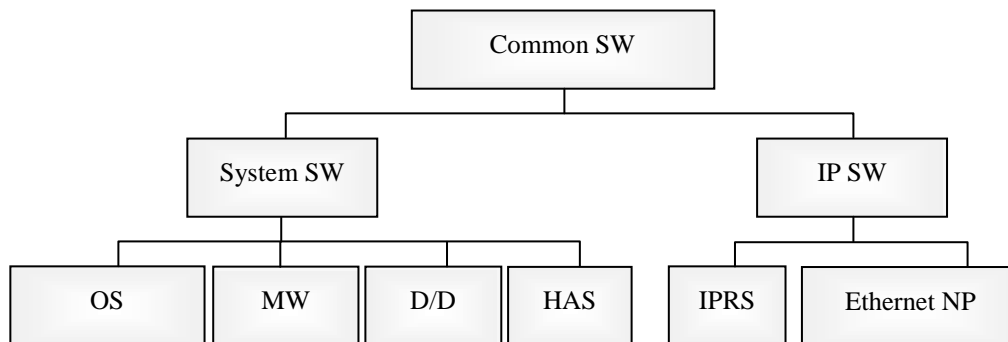 Common SW
System SW
IP SW
OS
MW
D/D
HAS
IPRS
Ethernet NP